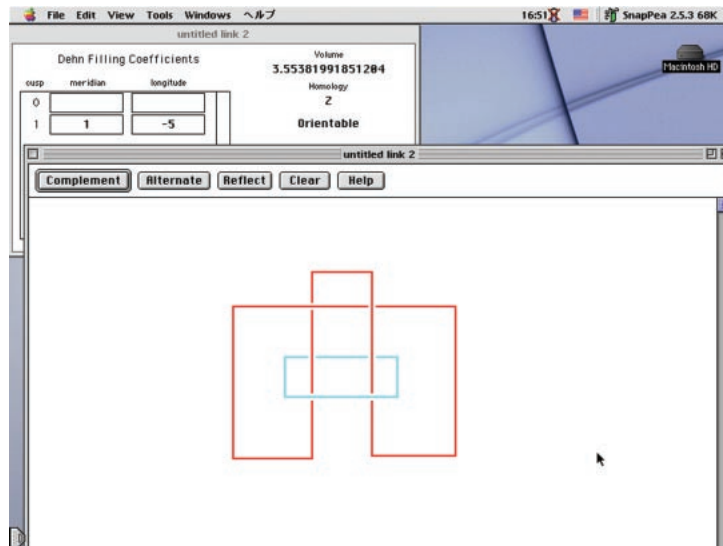 File Edit View Tools Windows ヘルプ 16:51 SnapPea 2.5.3 68K
untitled link 2
Dehn Filling Coefficients
Volume
3.55381991851204
Homology
Z
Orientable
cusp meridian longitude
0
1 1 -5
Macintosh HD
untitled link 2
Complement Alternate Reflect Clear Help